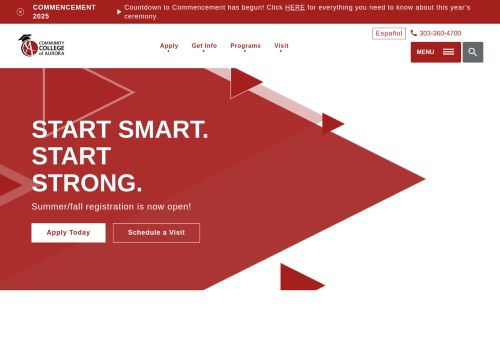 COMMENCEMENT 2025
Countdown to Commencement has begun! Click HERE for everything you need to know about this year's ceremony.
Español
303-360-4700
COMMUNITY
COLLEGE
of AURORA
Apply
Get Info
Programs
Visit
MENU
START SMART.
START
STRONG.
Summer/fall registration is now open!
Apply Today
Schedule a Visit